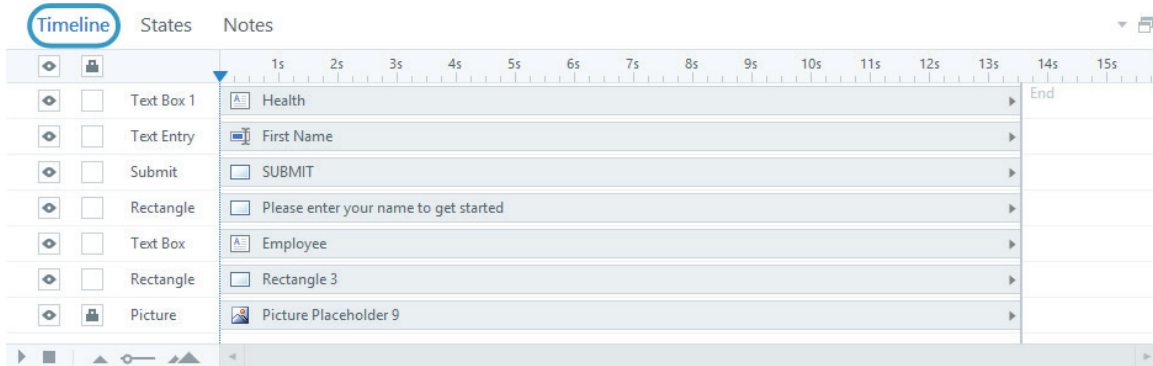 Timeline States Notes
1s 2s 3s 4s 5s 6s 7s 8s 9s 10s 11s 12s 13s 14s 15s
Text Box 1 Health End
Text Entry First Name
Submit SUBMIT
Rectangle Please enter your name to get started
Text Box Employee
Rectangle Rectangle 3
Picture Picture Placeholder 9